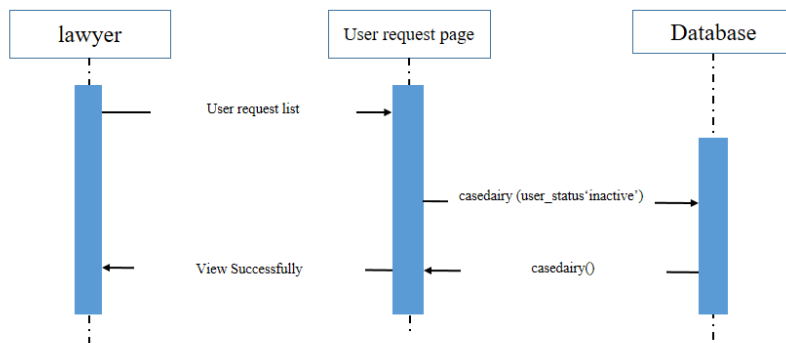 lawyer
User request page
Database
User request list
casedairy (user_status‘inactive’)
View Successfully
casedairy()